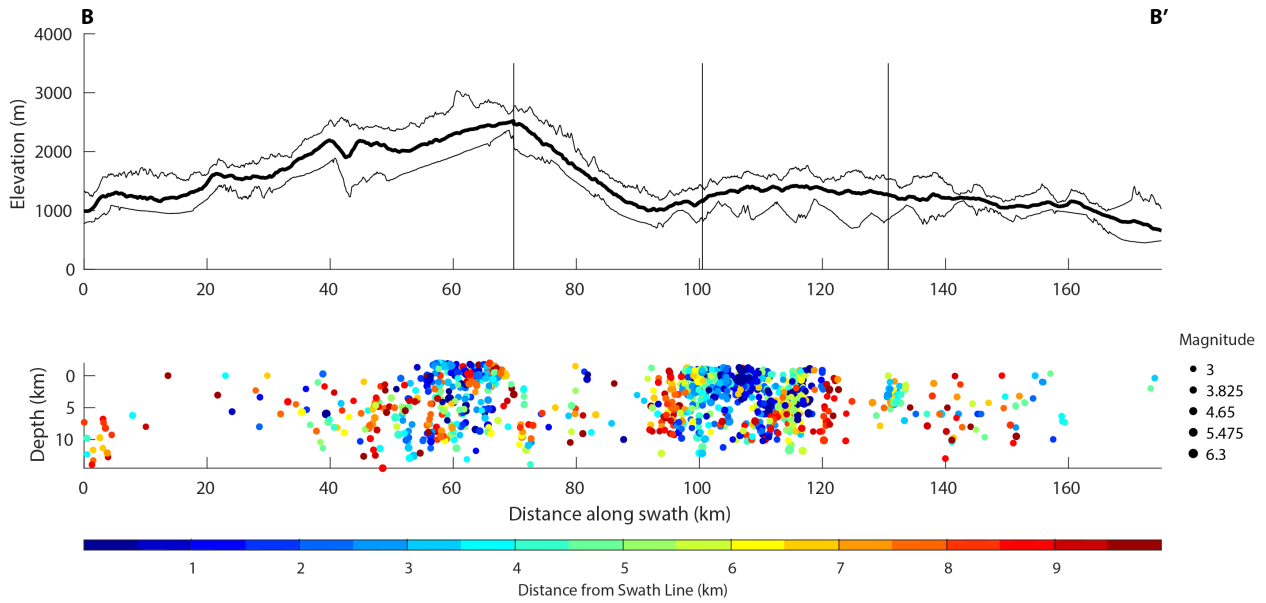 B B’
4000
3000
2000
1000
0
Elevation (m)
0 20 40 60 80 100 120 140 160
Magnitude
3
3.825
4.65
5.475
6.3
0
5
10
Depth (km)
0 20 40 60 80 100 120 140 160
Distance along swath (km)
1 2 3 4 5 6 7 8 9
Distance from Swath Line (km)